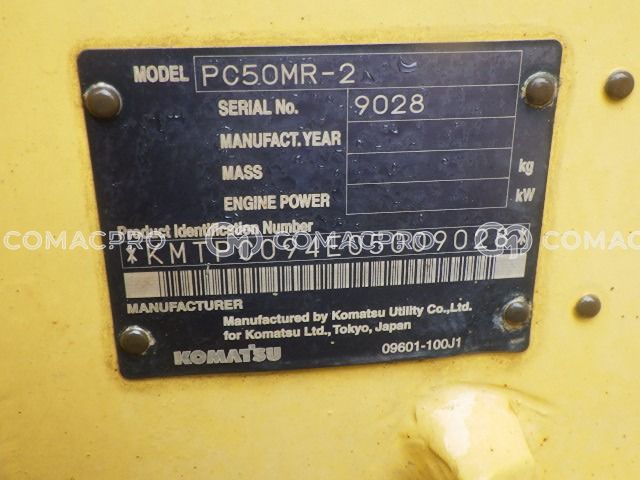 MODEL PC50MR-2
SERIAL No. 9028
MANUFACT.YEAR
MASS kg
ENGINE POWER kW
Product Identification Number
*KMTP0094E05009028*
MANUFACTURER
Manufactured by Komatsu Utility Co.,Ltd.
for Komatsu Ltd., Tokyo, Japan
KOMATSU 09601-100J1
COMACPRO COMACPRO COMACPRO